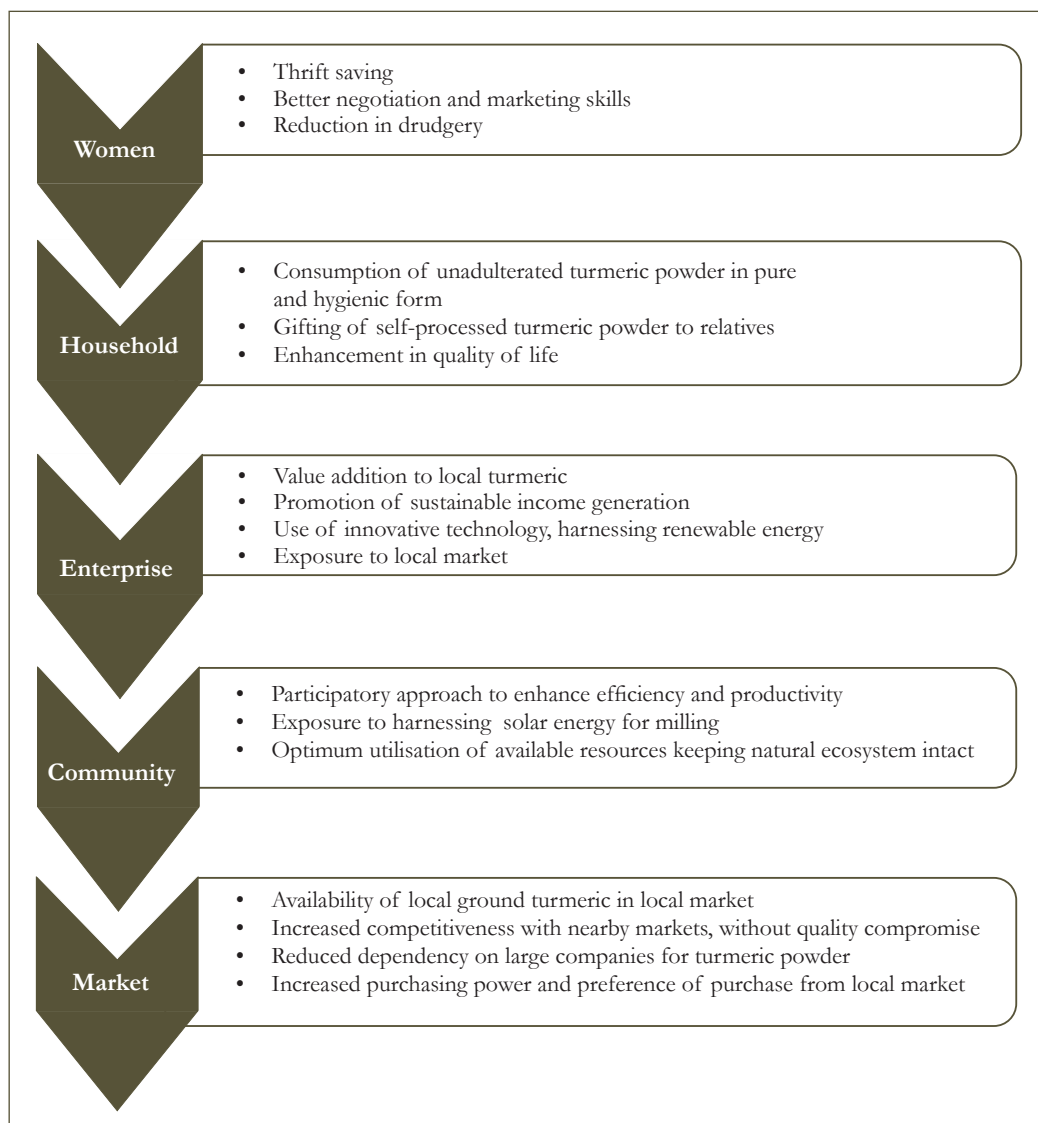 Women
• Thrift saving
• Better negotiation and marketing skills
• Reduction in drudgery
Household
• Consumption of unadulterated turmeric powder in pure
and hygienic form
• Gifting of self-processed turmeric powder to relatives
• Enhancement in quality of life
Enterprise
• Value addition to local turmeric
• Promotion of sustainable income generation
• Use of innovative technology, harnessing renewable energy
• Exposure to local market
Community
• Participatory approach to enhance efficiency and productivity
• Exposure to harnessing solar energy for milling
• Optimum utilisation of available resources keeping natural ecosystem intact
Market
• Availability of local ground turmeric in local market
• Increased competitiveness with nearby markets, without quality compromise
• Reduced dependency on large companies for turmeric powder
• Increased purchasing power and preference of purchase from local market